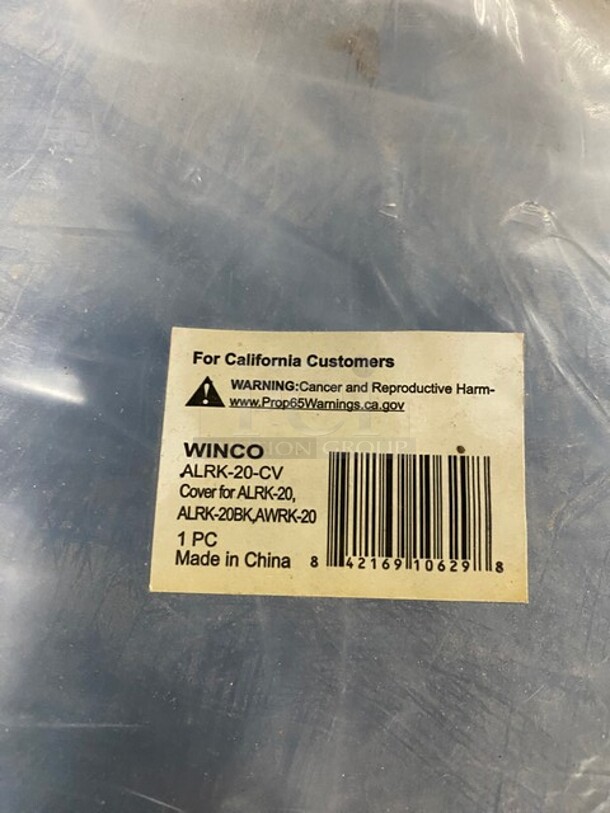 For California Customers
WARNING:Cancer and Reproductive Harm-
www.Prop65Warnings.ca.gov
WINCO
ALRK-20-CV
Cover for ALRK-20,
ALRK-20BK,AWRK-20
1 PC
Made in China
8 42169 10629 8
GROUP